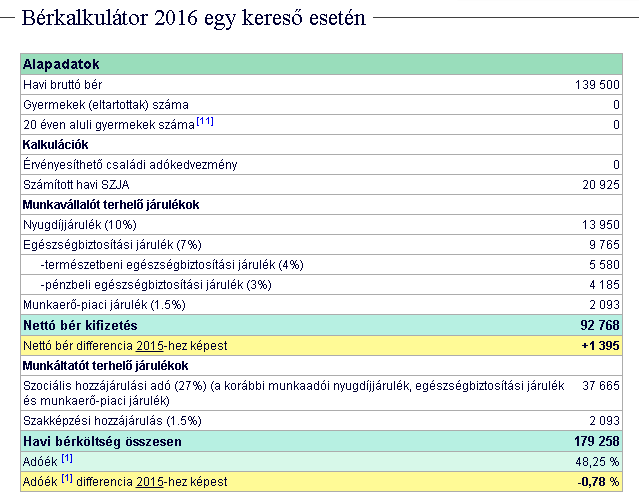 Bérkalkulátor 2016 egy kereső esetén
Alapadatok
Havi bruttó bér 139 500
Gyermekek (eltartottak) száma 0
20 éven aluli gyermekek száma [11] 0
Kalkulációk
Érvényesíthető családi adókedvezmény 0
Számított havi SZJA 20 925
Munkavállalót terhelő járulékok
Nyugdíjjárulék (10%) 13 950
Egészségbiztosítási járulék (7%) 9 765
-természetbeni egészségbiztosítási járulék (4%) 5 580
-pénzbeli egészségbiztosítási járulék (3%) 4 185
Munkaerő-piaci járulék (1.5%) 2 093
Nettó bér kifizetés 92 768
Nettó bér differencia 2015-hez képest +1 395
Munkáltatót terhelő járulékok
Szociális hozzájárulási adó (27%) (a korábbi munkaadói nyugdíjjárulék, egészségbiztosítási járulék 37 665
és munkaerő-piaci járulék)
Szakképzési hozzájárulás (1.5%) 2 093
Havi bérköltség összesen 179 258
Adóék [1] 48,25 %
Adóék [1] differencia 2015-hez képest -0,78 %